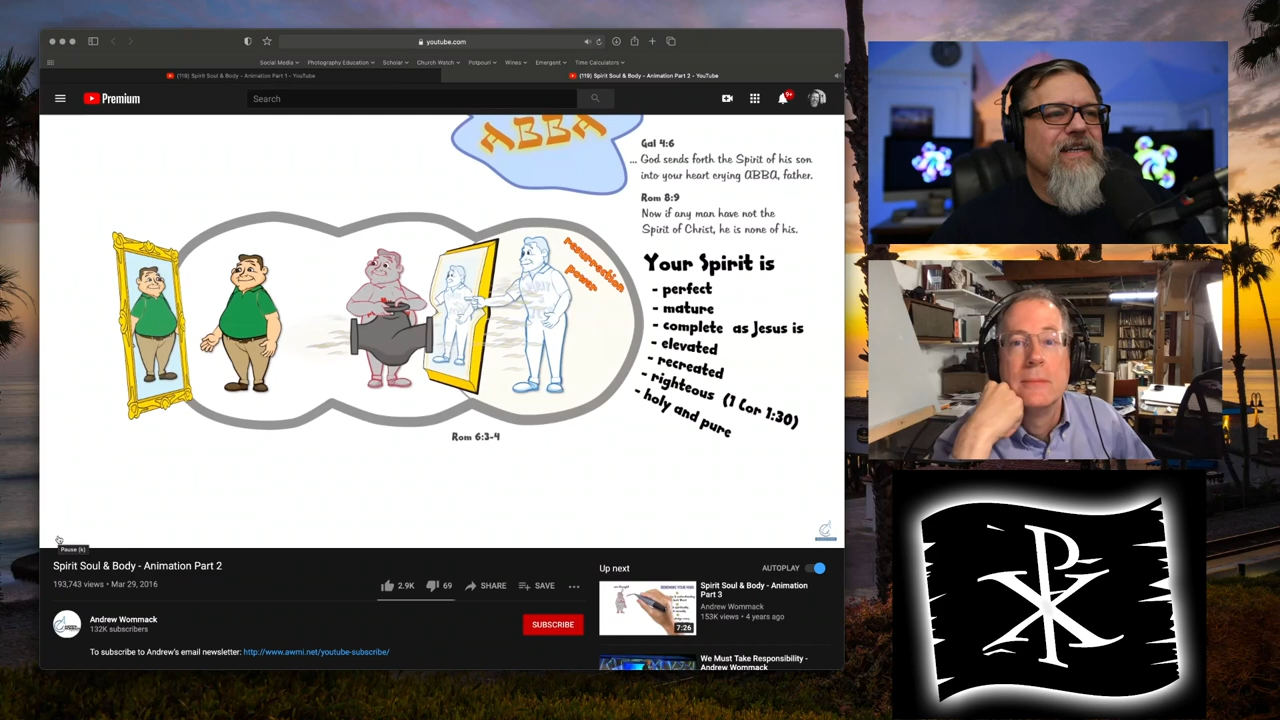 youtube.com
Social Media
Photography Education
Scholar
Church Watch
Potpouri
Wines
Emergent
Time Calculators
(119) Spirit Soul & Body - Animation Part 1 - YouTube
(119) Spirit Soul & Body - Animation Part 2 - YouTube
Premium
Search
9+
ABBA
Gal 4:6
... God sends forth the Spirit of his son
into your heart crying ABBA, father.
Rom 8:9
Now if any man have not the
Spirit of Christ, he is none of his.
resurrection
power
Your Spirit is
- perfect
- mature
- complete as Jesus is
- elevated
- recreated
- righteous (1 Cor 1:30)
- holy and pure
Rom 6:3-4
Pause (k)
Spirit Soul & Body - Animation Part 2
193,743 views • Mar 29, 2016
2.9K
69
SHARE
SAVE
Andrew Wommack
132K subscribers
SUBSCRIBE
To subscribe to Andrew's email newsletter: http://www.awmi.net/youtube-subscribe/
Up next
AUTOPLAY
Spirit Soul & Body - Animation
Part 3
Andrew Wommack
153K views • 4 years ago
7:26
We Must Take Responsibility -
Andrew Wommack